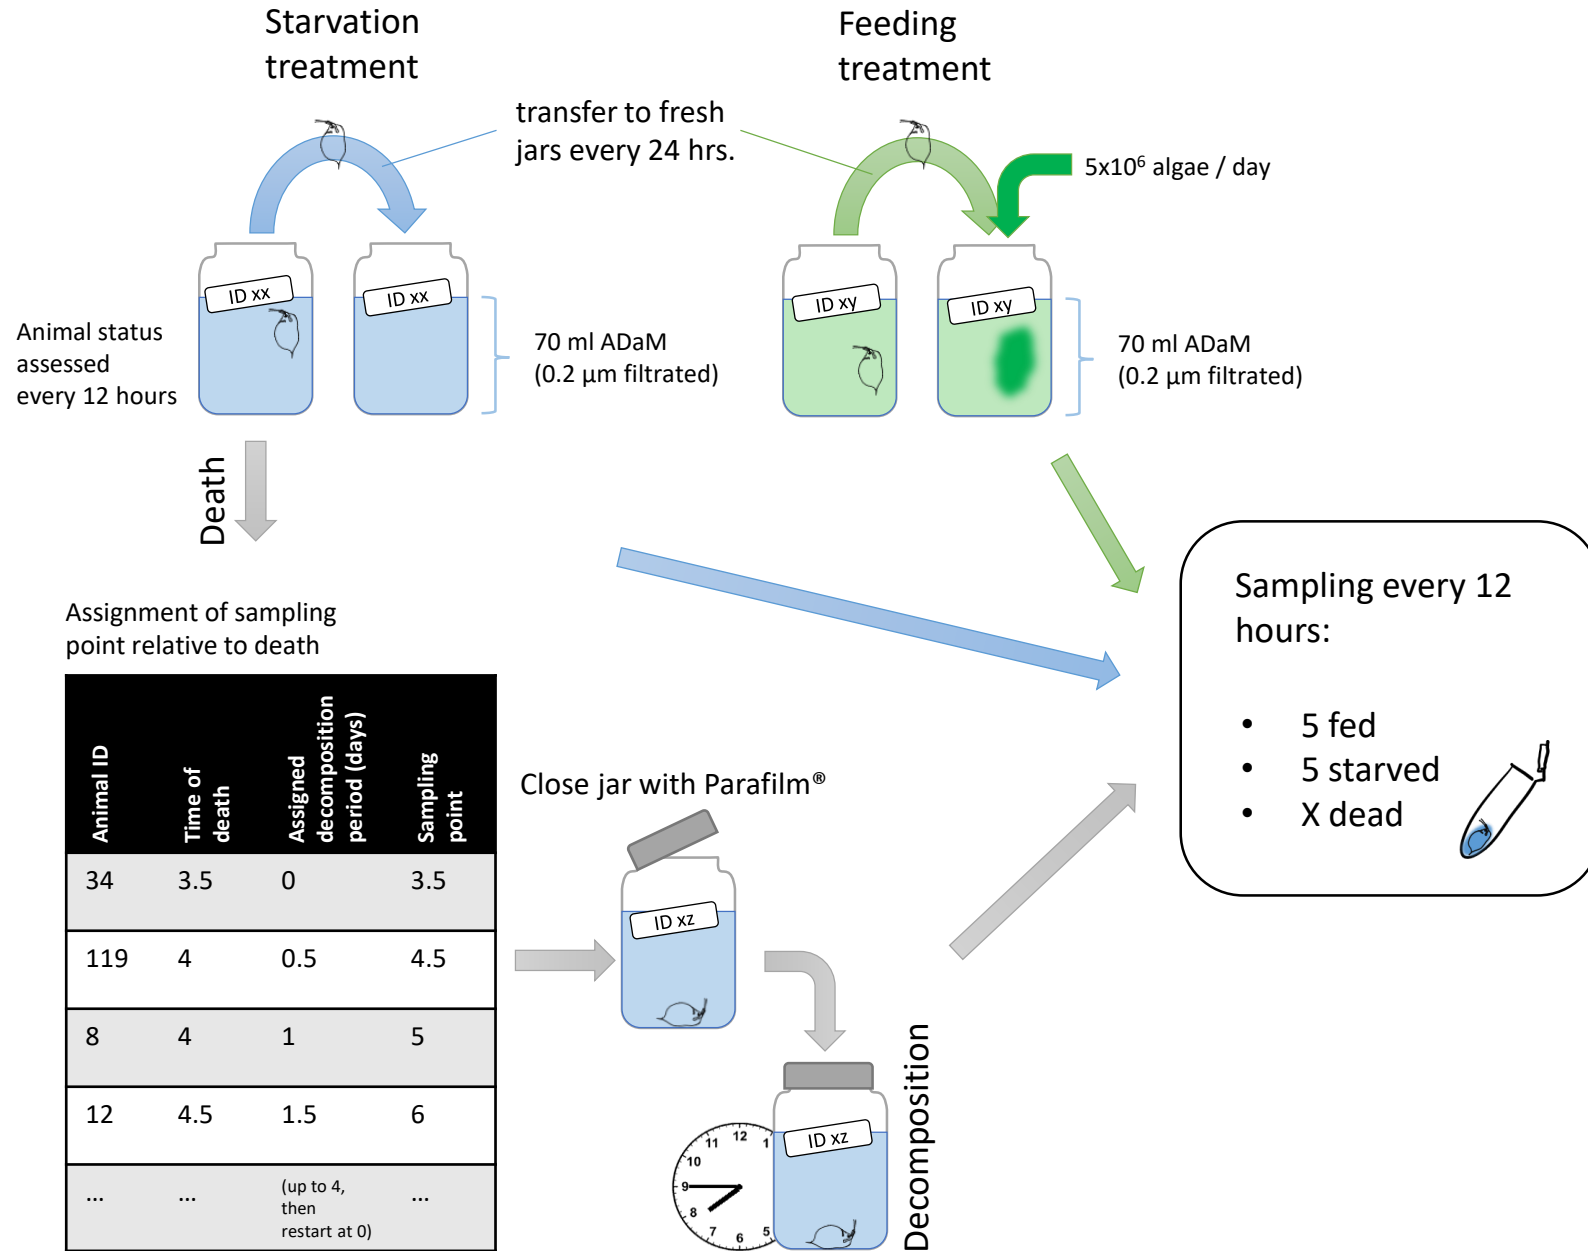 Starvation
treatment
Feeding
treatment
transfer to fresh
jars every 24 hrs.
5x10⁶ algae / day
ID xx
ID xx
ID xy
ID xy
Animal status
assessed
every 12 hours
70 ml ADaM
(0.2 µm filtrated)
70 ml ADaM
(0.2 µm filtrated)
Death
Assignment of sampling
point relative to death
Animal ID
Time of
death
Assigned
decomposition
period (days)
Sampling
point
34 3.5 0 3.5
119 4 0.5 4.5
8 4 1 5
12 4.5 1.5 6
... ... (up to 4,
then
restart at 0) ...
Close jar with Parafilm®
ID xz
ID xz
12
1
11
10
9
8
7
6
5
Decomposition
Sampling every 12
hours:
• 5 fed
• 5 starved
• X dead